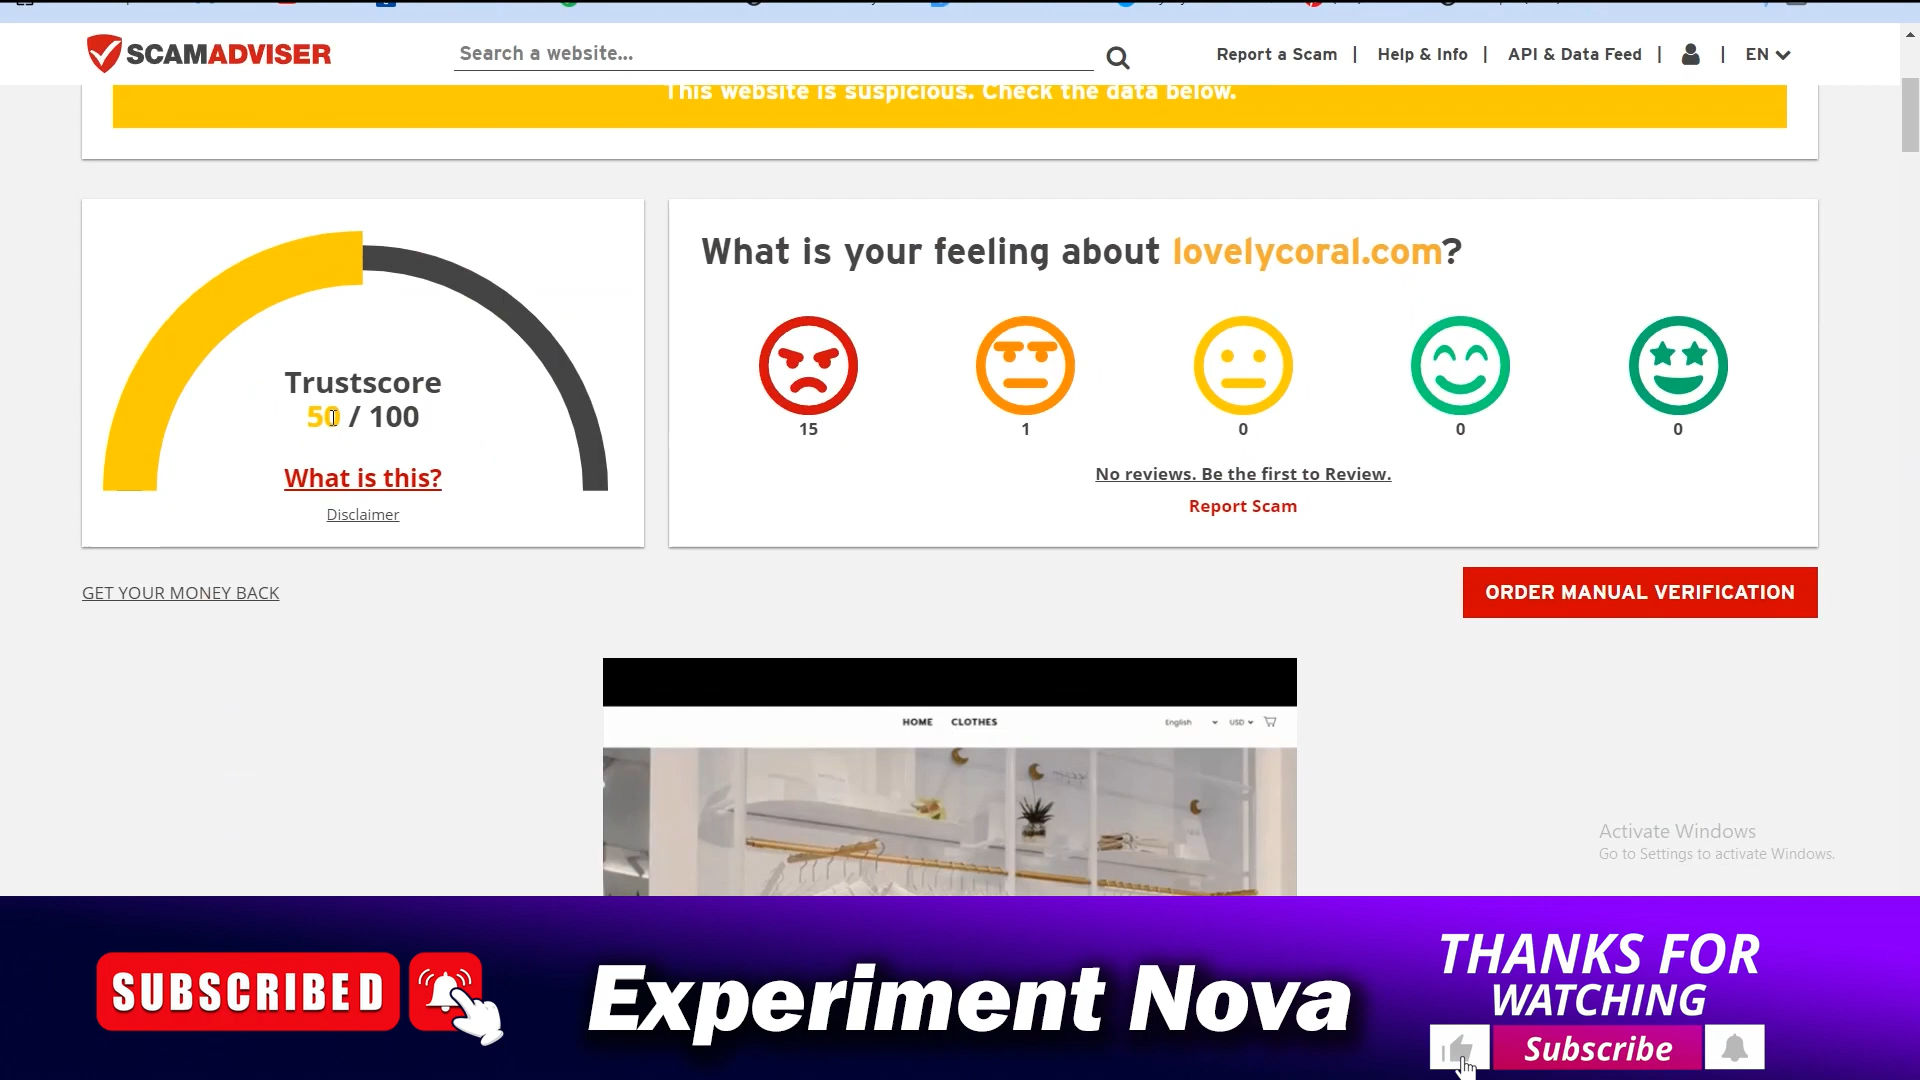 SCAMADVISER
Search a website...
Report a Scam | Help & Info | API & Data Feed | | EN
This website is suspicious. Check the data below.
Trustscore
50 / 100
What is this?
Disclaimer
What is your feeling about lovelycoral.com?
15 1 0 0 0
No reviews. Be the first to Review.
Report Scam
GET YOUR MONEY BACK
ORDER MANUAL VERIFICATION
HOME CLOTHES English USD
Activate Windows
Go to Settings to activate Windows.
SUBSCRIBED
Experiment Nova
THANKS FOR
WATCHING
Subscribe